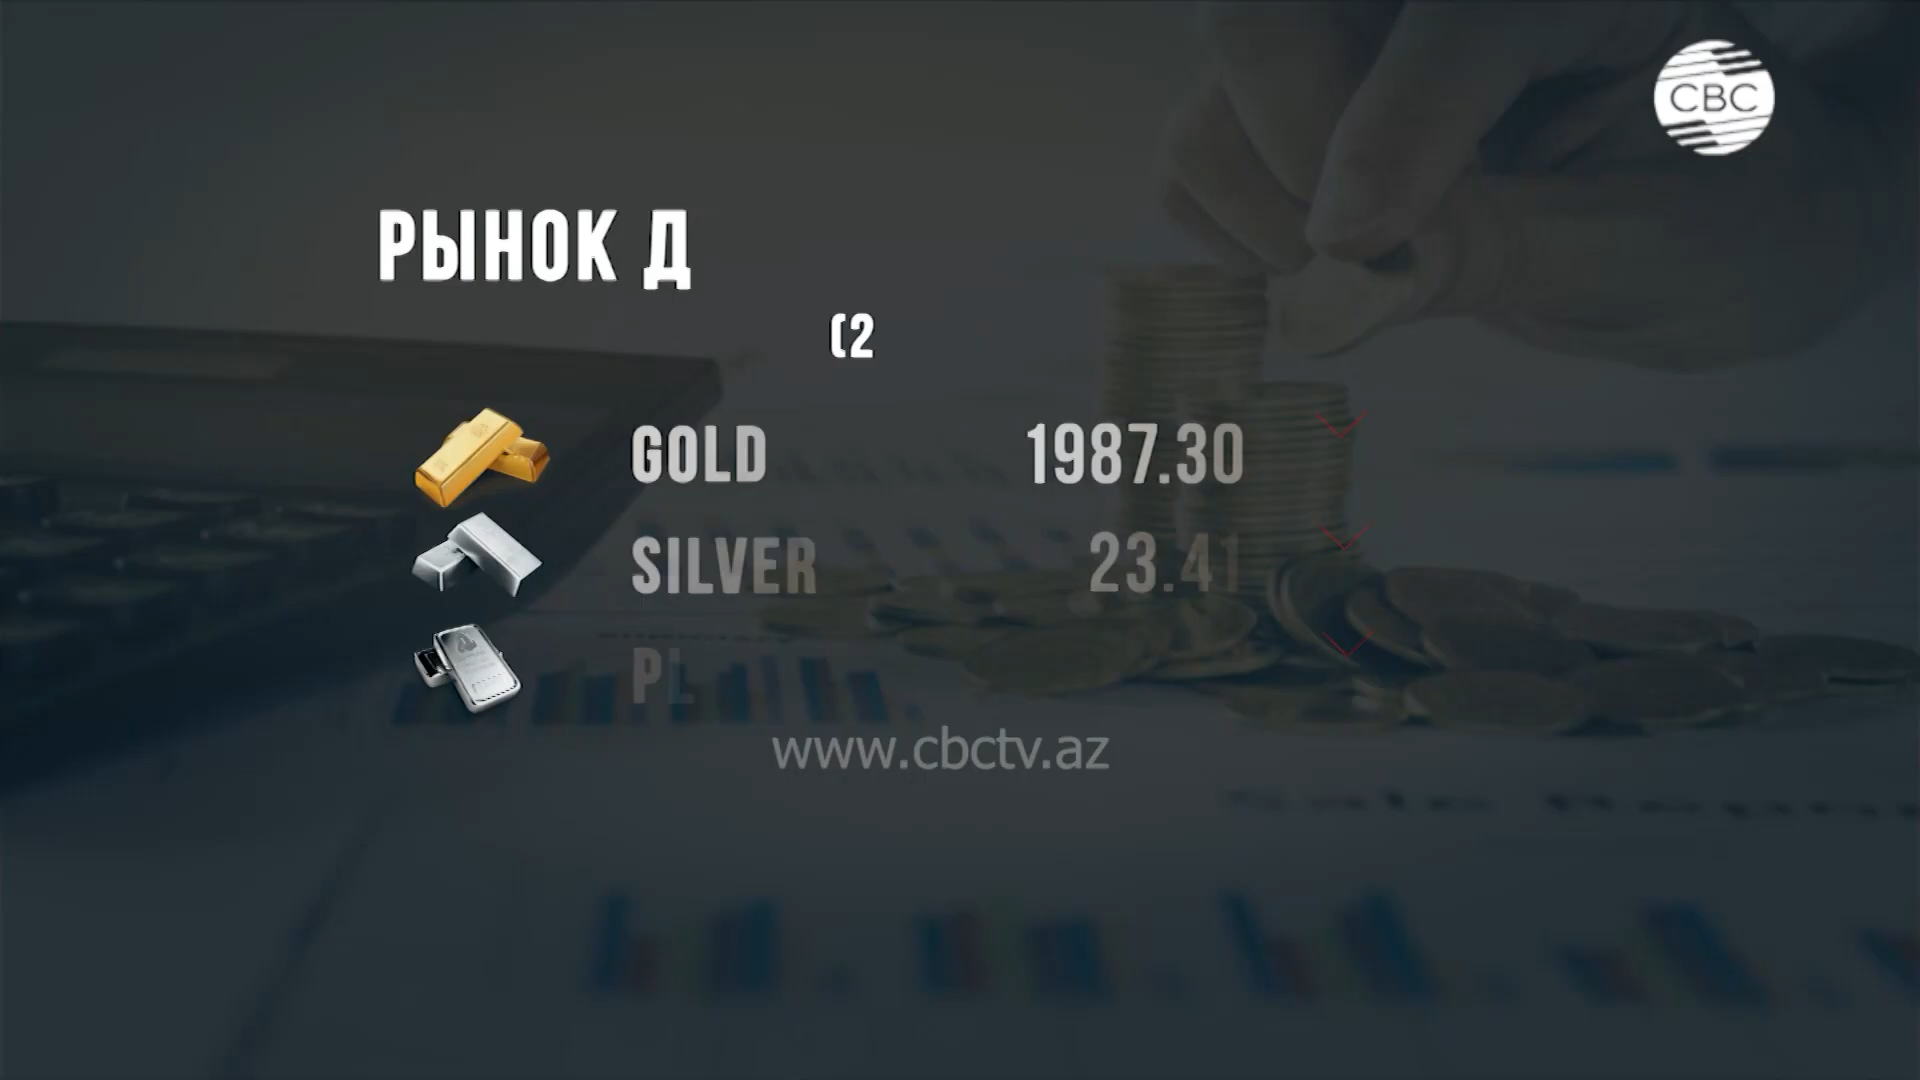 CBC
РЫНОК Д
(2
GOLD 1987.30
SILVER 23.41
PL
www.cbctv.az